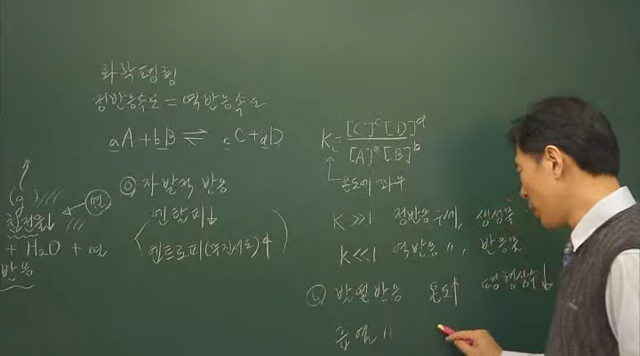 화학평형
정반응속도 = 역반응속도
aA + bB ⇌ cC + dD
◎ 자발적 반응
엔탈피↓
엔트로피(무질서도)↑
(g)
+ H₂O + 열
반응
Kc = [C]ᶜ[D]ᵈ / [A]ᵃ[B]ᵇ
온도에 좌우
K ≫ 1 정반응 우세, 생성물
K ≪ 1 역반응 〃, 반응물
◎ 발열반응 온도↑ 평형상수↓
흡열 〃